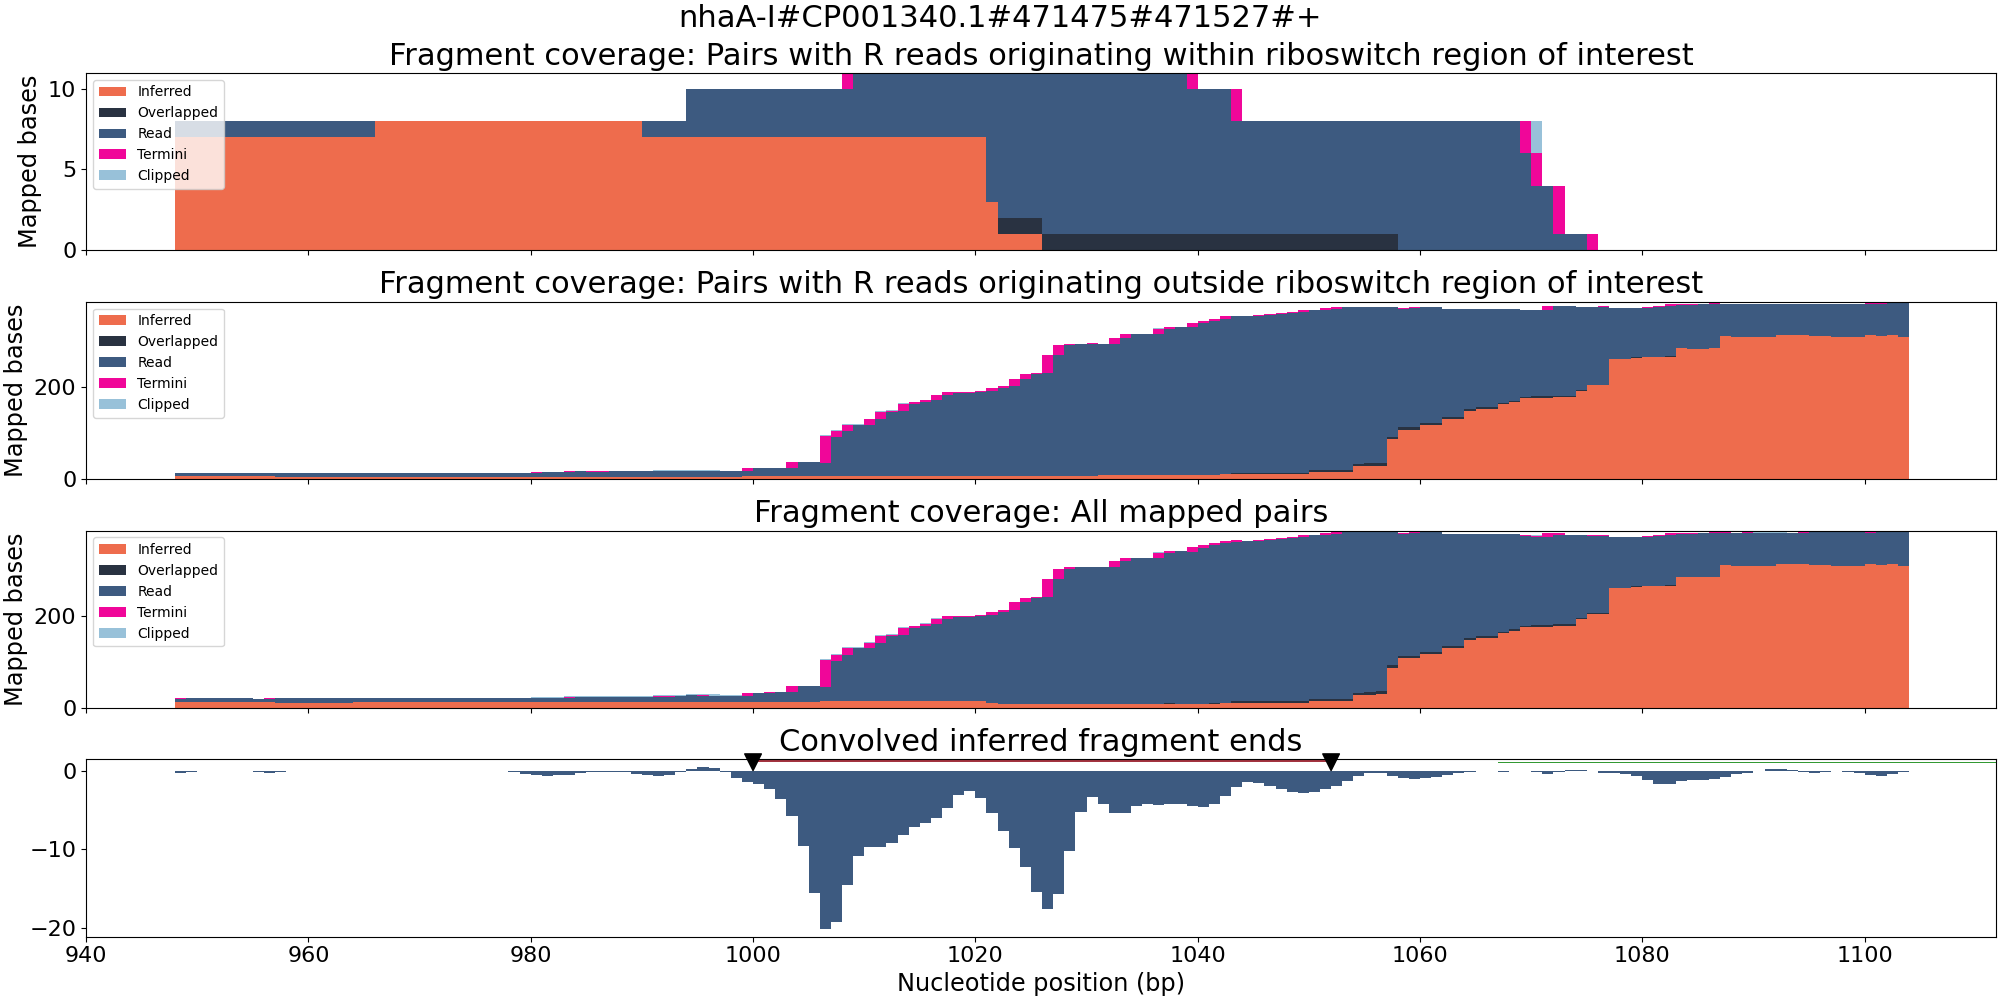 nhaA-I#CP001340.1#471475#471527#+
Fragment coverage: Pairs with R reads originating within riboswitch region of interest
Mapped bases
10
5
0
Inferred
Overlapped
Read
Termini
Clipped
Fragment coverage: Pairs with R reads originating outside riboswitch region of interest
Mapped bases
200
0
Inferred
Overlapped
Read
Termini
Clipped
Fragment coverage: All mapped pairs
Mapped bases
200
0
Inferred
Overlapped
Read
Termini
Clipped
Convolved inferred fragment ends
0
−10
−20
940 960 980 1000 1020 1040 1060 1080 1100
Nucleotide position (bp)